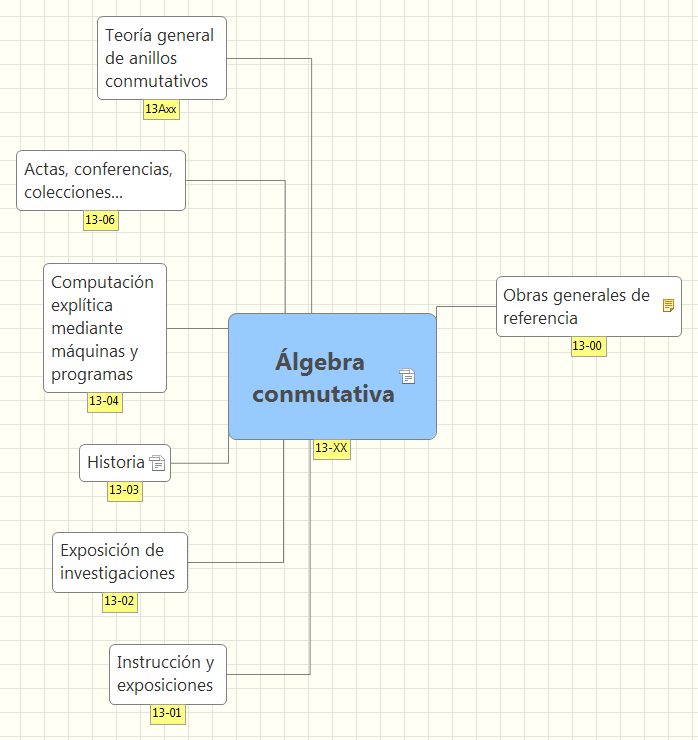 Teoría general
de anillos
conmutativos
13Axx
Actas, conferencias,
colecciones...
13-06
Computación
explítica
mediante
máquinas y
programas
13-04
Historia
13-03
Exposición de
investigaciones
13-02
Instrucción y
exposiciones
13-01
Álgebra
conmutativa
13-XX
Obras generales de
referencia
13-00